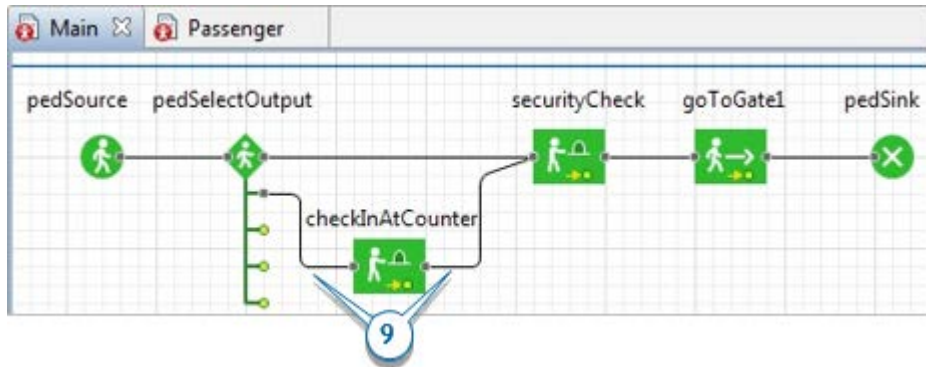 Main Passenger
pedSource pedSelectOutput securityCheck goToGate1 pedSink
checkInAtCounter
9